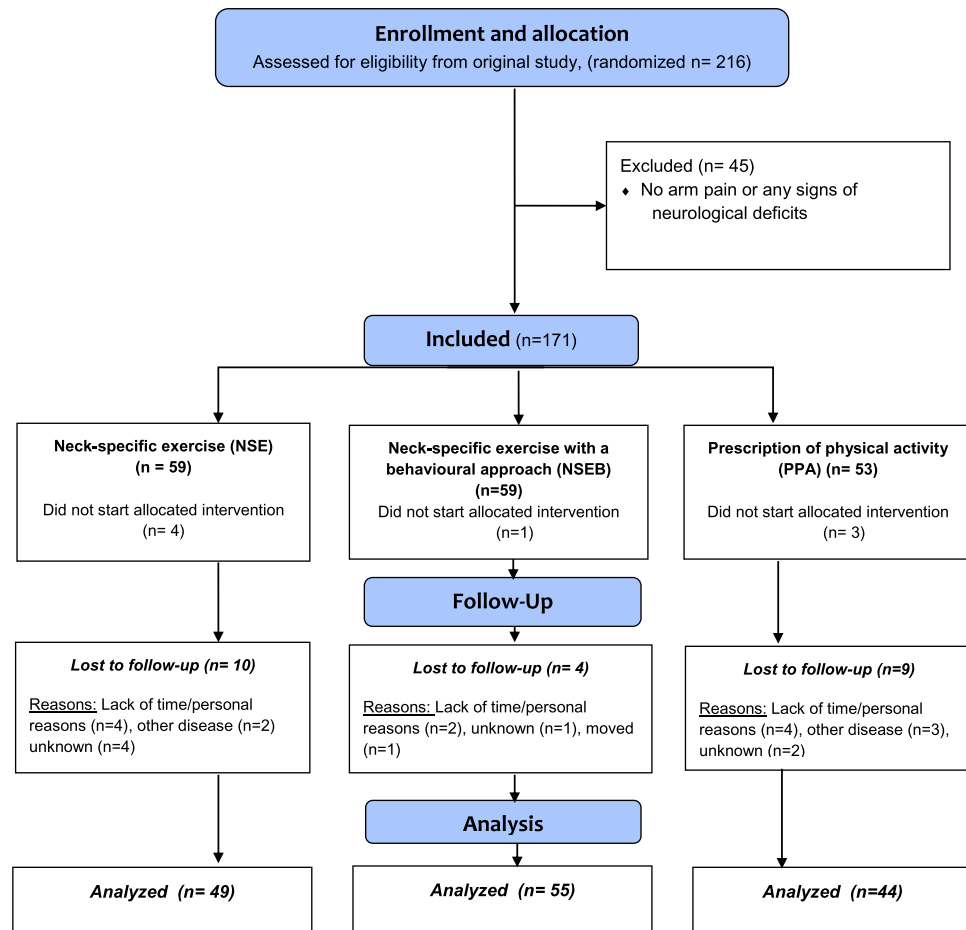 Enrollment and allocation
Assessed for eligibility from original study, (randomized n= 216)
Excluded (n= 45)
♦ No arm pain or any signs of
neurological deficits
Included (n=171)
Neck-specific exercise (NSE)
(n = 59)
Did not start allocated intervention
(n= 4)
Neck-specific exercise with a
behavioural approach (NSEB)
(n=59)
Did not start allocated intervention
(n=1)
Prescription of physical activity
(PPA) (n= 53)
Did not start allocated intervention
(n= 3)
Follow-Up
Lost to follow-up (n= 10)
Reasons: Lack of time/personal
reasons (n=4), other disease (n=2)
unknown (n=4)
Lost to follow-up (n= 4)
Reasons: Lack of time/personal
reasons (n=2), unknown (n=1), moved
(n=1)
Lost to follow-up (n=9)
Reasons: Lack of time/personal
reasons (n=4), other disease (n=3),
unknown (n=2)
Analysis
Analyzed (n= 49)
Analyzed (n= 55)
Analyzed (n=44)